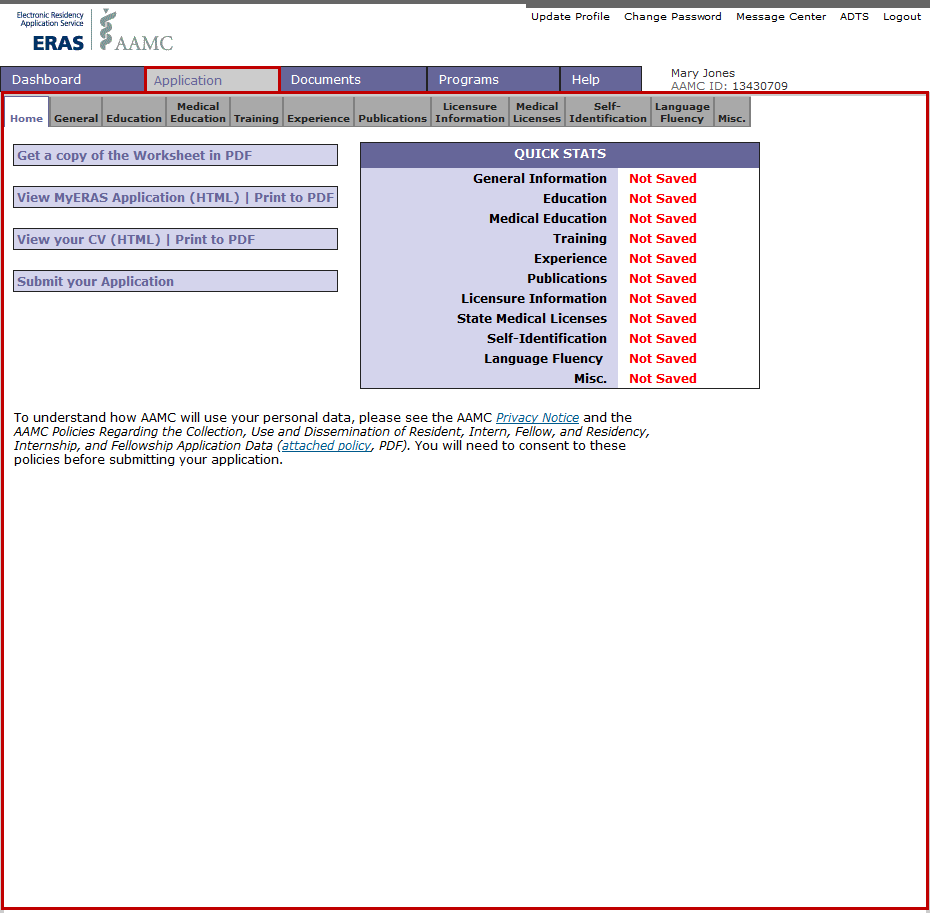 Electronic Residency
Application Service
ERAS
AAMC
Update Profile Change Password Message Center ADTS Logout
Dashboard Application Documents Programs Help
Mary Jones
AAMC ID: 13430709
Home General Education Medical Education Training Experience Publications Licensure Information Medical Licenses Self-Identification Language Fluency Misc.
Get a copy of the Worksheet in PDF
View MyERAS Application (HTML) | Print to PDF
View your CV (HTML) | Print to PDF
Submit your Application
QUICK STATS
General Information Not Saved
Education Not Saved
Medical Education Not Saved
Training Not Saved
Experience Not Saved
Publications Not Saved
Licensure Information Not Saved
State Medical Licenses Not Saved
Self-Identification Not Saved
Language Fluency Not Saved
Misc. Not Saved
To understand how AAMC will use your personal data, please see the AAMC Privacy Notice and the
AAMC Policies Regarding the Collection, Use and Dissemination of Resident, Intern, Fellow, and Residency,
Internship, and Fellowship Application Data (attached policy, PDF). You will need to consent to these
policies before submitting your application.